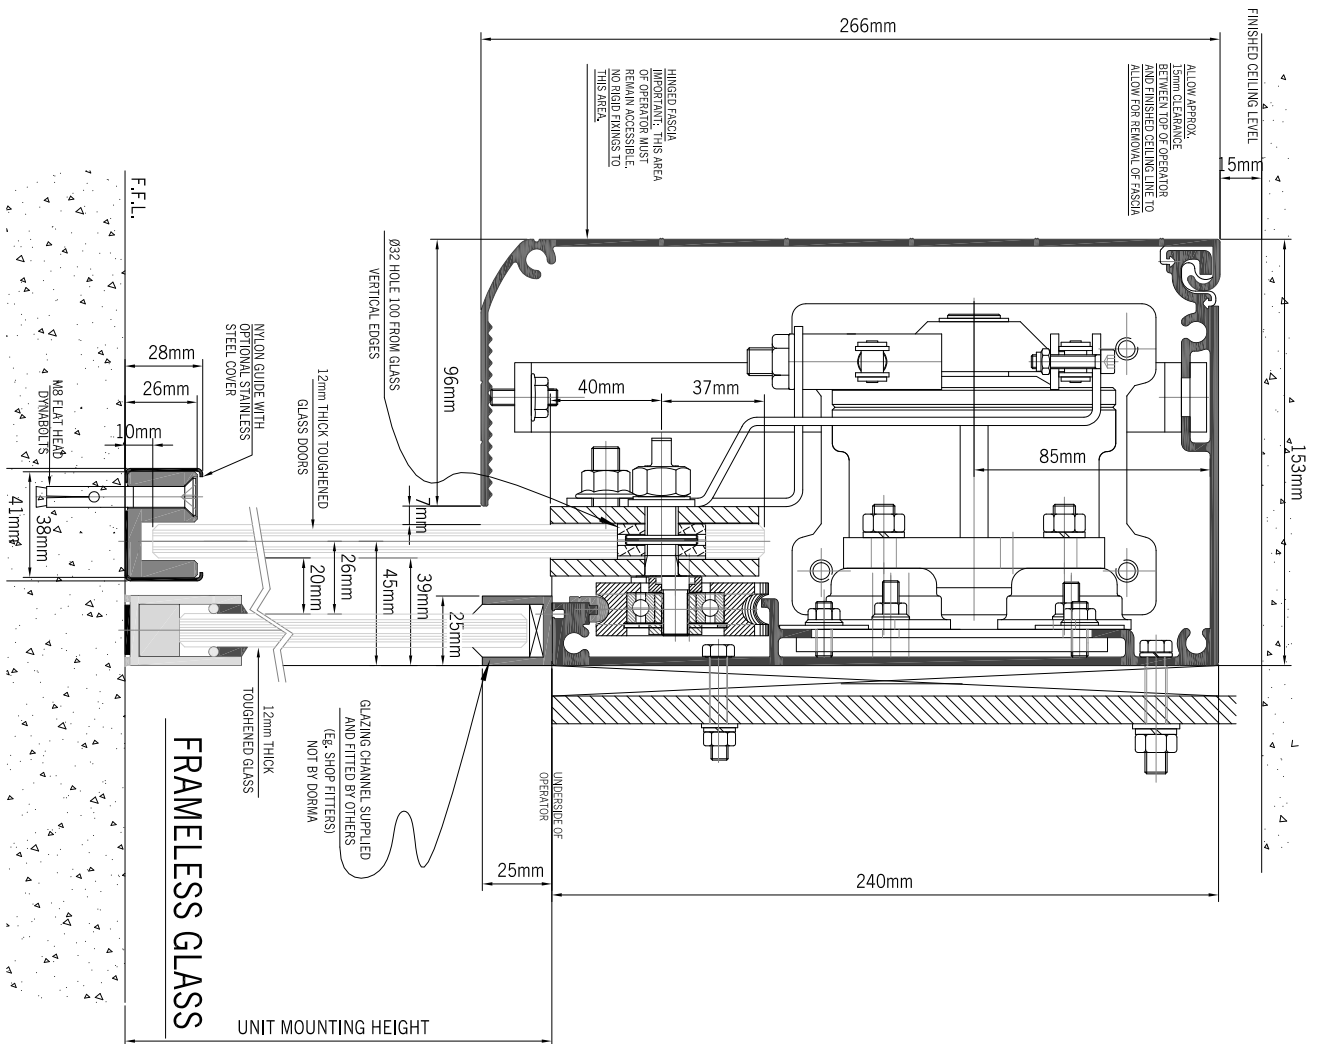 FINISHED CEILING LEVEL
266mm
15mm
ALLOW APPROX.
15mm CLEARANCE
BETWEEN TOP OF OPERATOR
AND FINISHED CEILING LINE TO
ALLOW FOR REMOVAL OF FASCIA
HINGED FASCIA
IMPORTANT: THIS AREA
OF OPERATOR MUST
REMAIN ACCESSIBLE.
NO RIGID FIXINGS TO
THIS AREA.
F.F.L.
Ø32 HOLE 100 FROM GLASS
VERTICAL EDGES
96mm
40mm
37mm
85mm
153mm
NYLON GUIDE WITH
OPTIONAL STAINLESS
STEEL COVER
28mm
26mm
10mm
M8 FLAT HEAD
DYNABOLTS
12mm THICK TOUGHENED
GLASS DOORS
7mm
41mm
38mm
20mm
26mm
45mm
39mm
25mm
12mm THICK
TOUGHENED GLASS
GLAZING CHANNEL SUPPLIED
AND FITTED BY OTHERS
(Eg. SHOP FITTERS)
NOT BY DORMA
UNDERSIDE OF
OPERATOR
25mm
240mm
FRAMELESS GLASS
UNIT MOUNTING HEIGHT